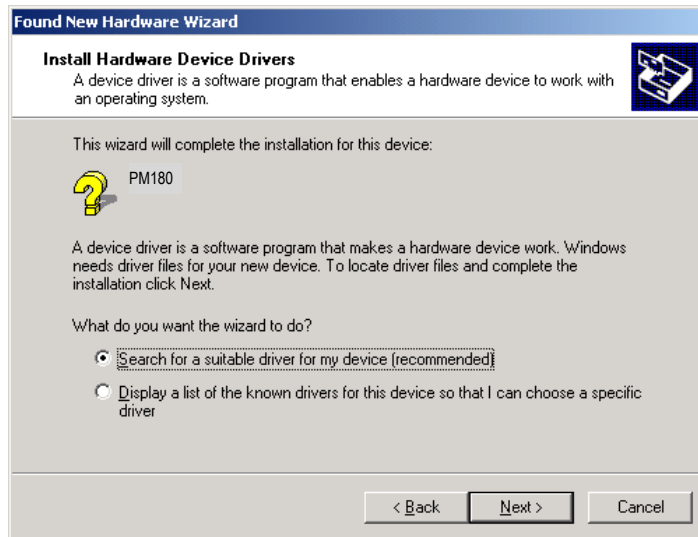 Found New Hardware Wizard
Install Hardware Device Drivers
A device driver is a software program that enables a hardware device to work with
an operating system.
This wizard will complete the installation for this device:
PM180
A device driver is a software program that makes a hardware device work. Windows
needs driver files for your new device. To locate driver files and complete the
installation click Next.
What do you want the wizard to do?
Search for a suitable driver for my device (recommended)
Display a list of the known drivers for this device so that I can choose a specific
driver
< Back Next > Cancel